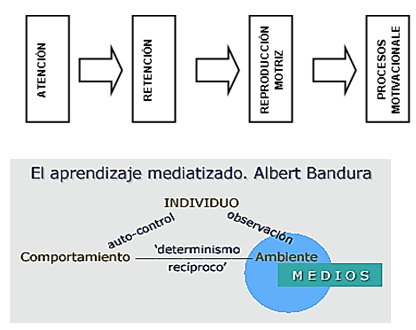 ATENCIÓN
RETENCIÓN
REPRODUCCIÓN
MOTRIZ
PROCESOS
MOTIVACIONALE
El aprendizaje mediatizado. Albert Bandura
INDIVIDUO
auto-control
observación
Comportamiento
'determinismo
recíproco'
Ambiente
MEDIOS